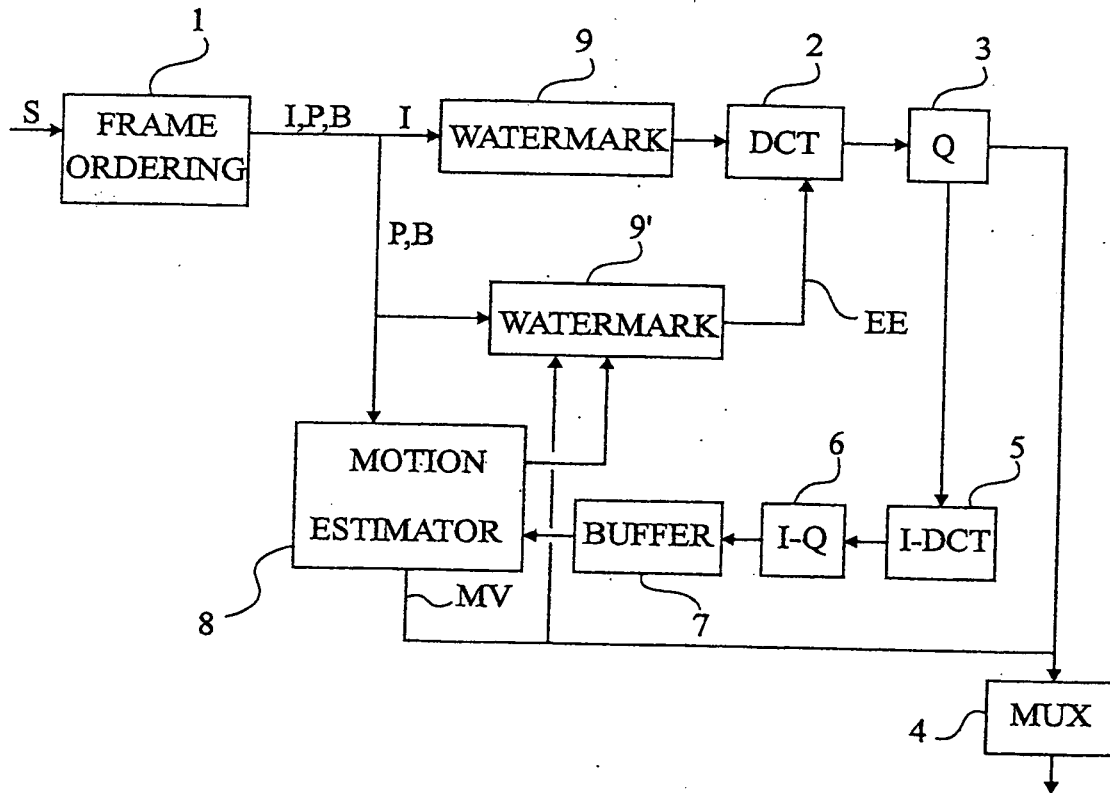 1
9
2
3
S
FRAME
ORDERING
I,P,B
I
WATERMARK
DCT
Q
P,B
9'
WATERMARK
EE
MOTION
ESTIMATOR
8
6
5
BUFFER
I-Q
I-DCT
7
MV
4
MUX